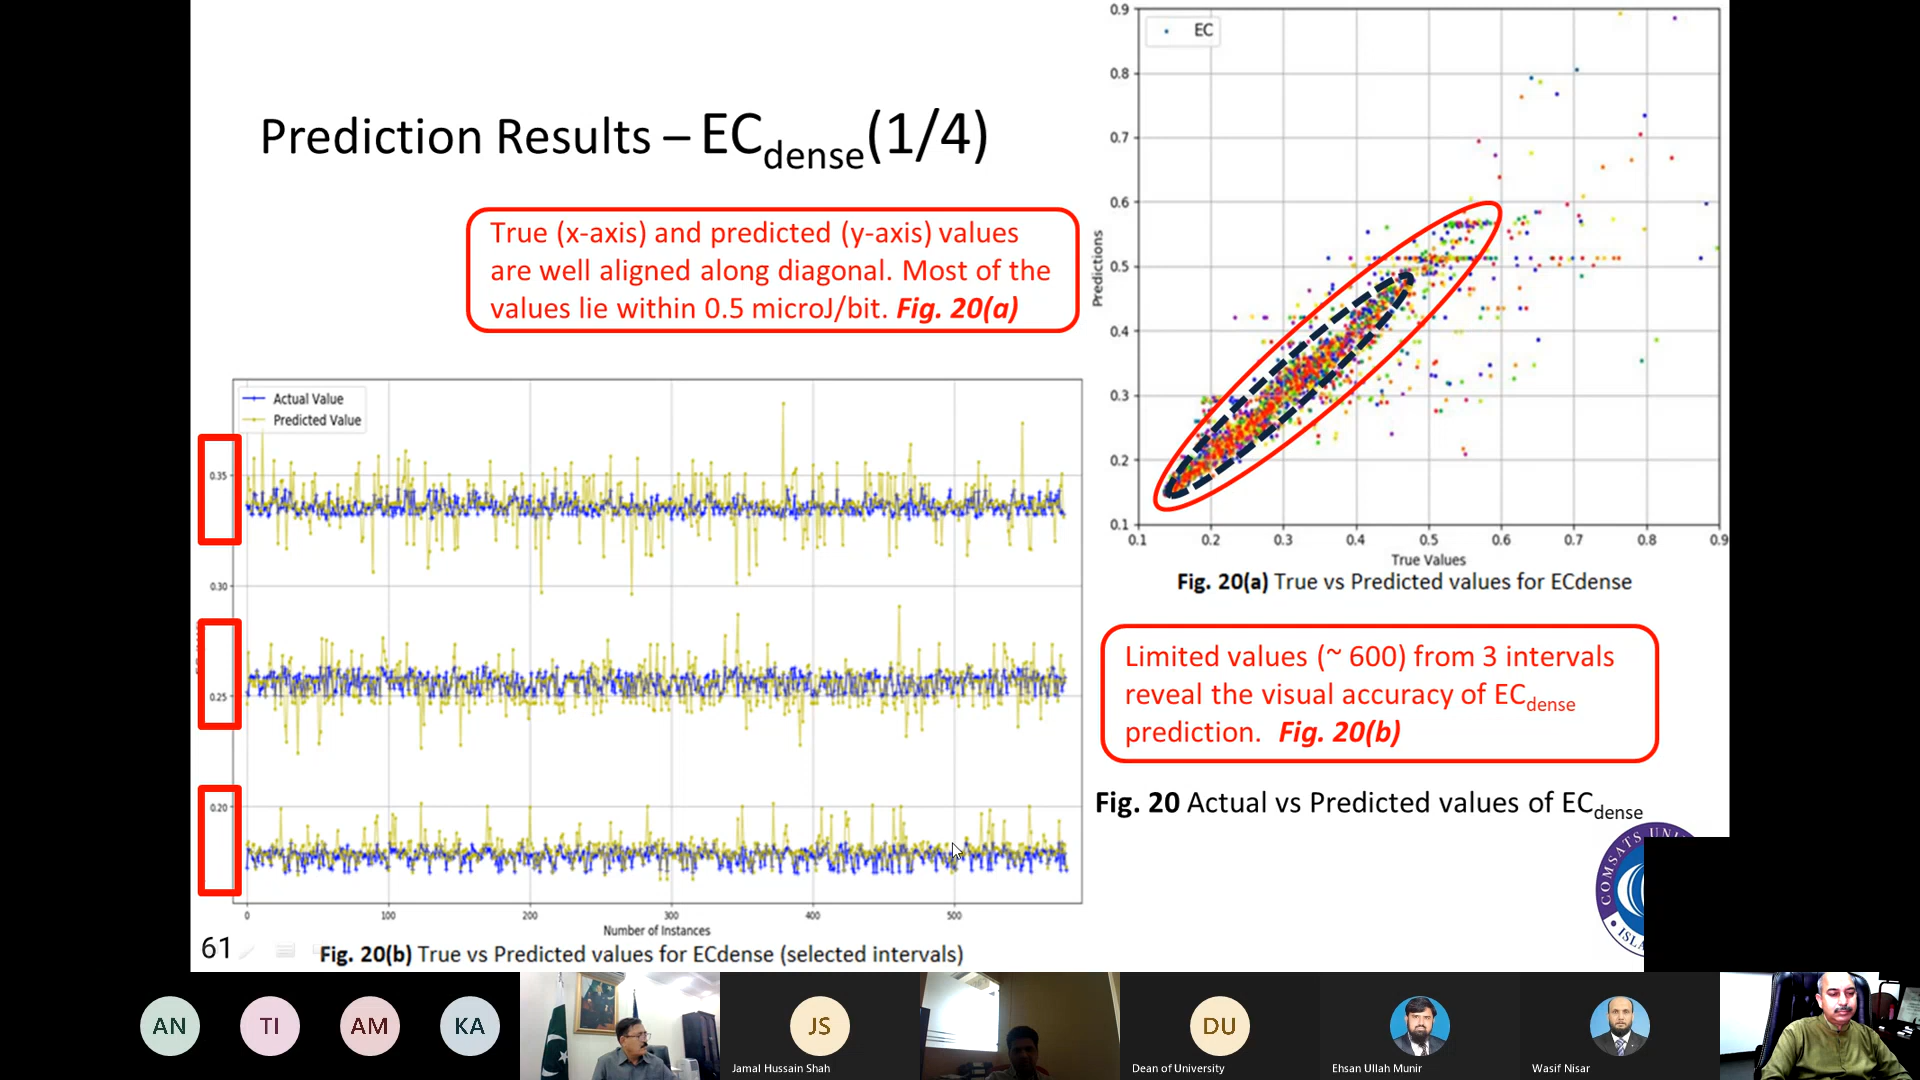 Prediction Results – ECdense(1/4)
True (x-axis) and predicted (y-axis) values
are well aligned along diagonal. Most of the
values lie within 0.5 microJ/bit. Fig. 20(a)
EC
0.9
0.8
0.7
0.6
0.5
0.4
0.3
0.2
0.1
Predictions
0.1 0.2 0.3 0.4 0.5 0.6 0.7 0.8 0.9
True Values
Fig. 20(a) True vs Predicted values for ECdense
Actual Value
Predicted Value
0.35
0.30
0.25
0.20
0 100 200 300 400 500
Number of Instances
Fig. 20(b) True vs Predicted values for ECdense (selected intervals)
Limited values (~ 600) from 3 intervals
reveal the visual accuracy of ECdense
prediction. Fig. 20(b)
Fig. 20 Actual vs Predicted values of ECdense
COMSATS UNI
ISL
61
AN TI AM KA JS DU
Jamal Hussain Shah
Dean of University
Ehsan Ullah Munir
Wasif Nisar